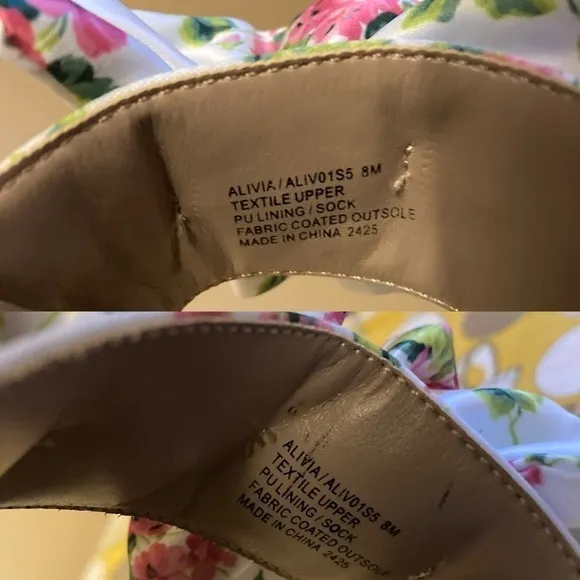 ALIVIA/ALIV01S5 8M
TEXTILE UPPER
PU LINING/SOCK
FABRIC COATED OUTSOLE
MADE IN CHINA 2425
ALIVIA/ALIV01S5 8M
TEXTILE UPPER
PU LINING/SOCK
FABRIC COATED OUTSOLE
MADE IN CHINA 2425